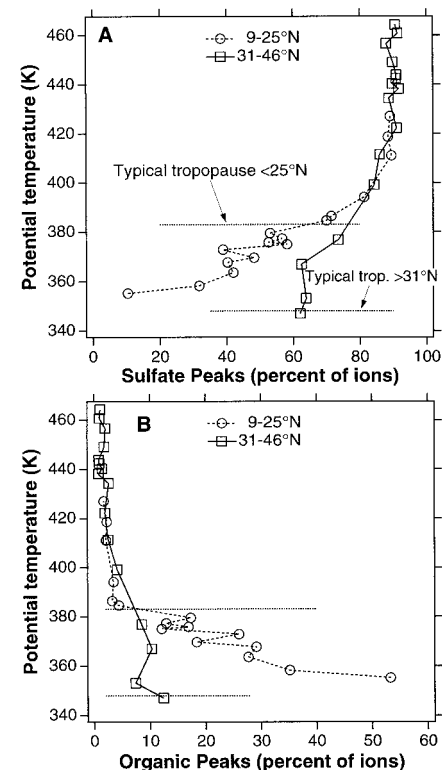 A
9-25°N
31-46°N
460
440
420
400
380
360
340
Potential temperature (K)
Typical tropopause <25°N
Typical trop. >31°N
0 20 40 60 80 100
Sulfate Peaks (percent of ions)
B
9-25°N
31-46°N
460
440
420
400
380
360
340
Potential temperature (K)
0 10 20 30 40 50 60
Organic Peaks (percent of ions)